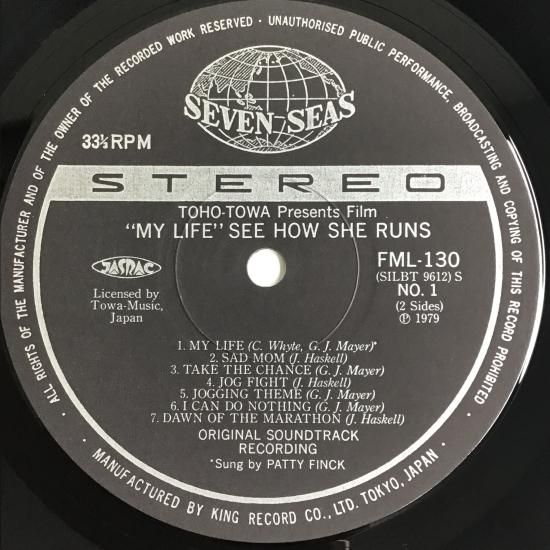 ALL RIGHTS OF THE MANUFACTURER AND OF THE OWNER OF THE RECORDED WORK RESERVED · UNAUTHORISED PUBLIC PERFORMANCE, BROADCASTING AND COPYING OF THIS RECORD PROHIBITED
SEVEN SEAS
33⅓RPM
STEREO
TOHO-TOWA Presents Film
"MY LIFE" SEE HOW SHE RUNS
JASRAC
Licensed by
Towa-Music,
Japan
FML-130
(SILBT 9612) S
NO. 1
(2 Sides)
Ⓟ 1979
1. MY LIFE (C. Whyte, G. J. Mayer)*
2. SAD MOM (J. Haskell)
3. TAKE THE CHANCE (G. J. Mayer)
4. JOG FIGHT (J. Haskell)
5. JOGGING THEME (G. J. Mayer)
6. I CAN DO NOTHING (G. J. Mayer)
7. DAWN OF THE MARATHON (J. Haskell)
ORIGINAL SOUNDTRACK
RECORDING
*Sung by PATTY FINCK
· MANUFACTURED BY KING RECORD CO., LTD. TOKYO, JAPAN ·